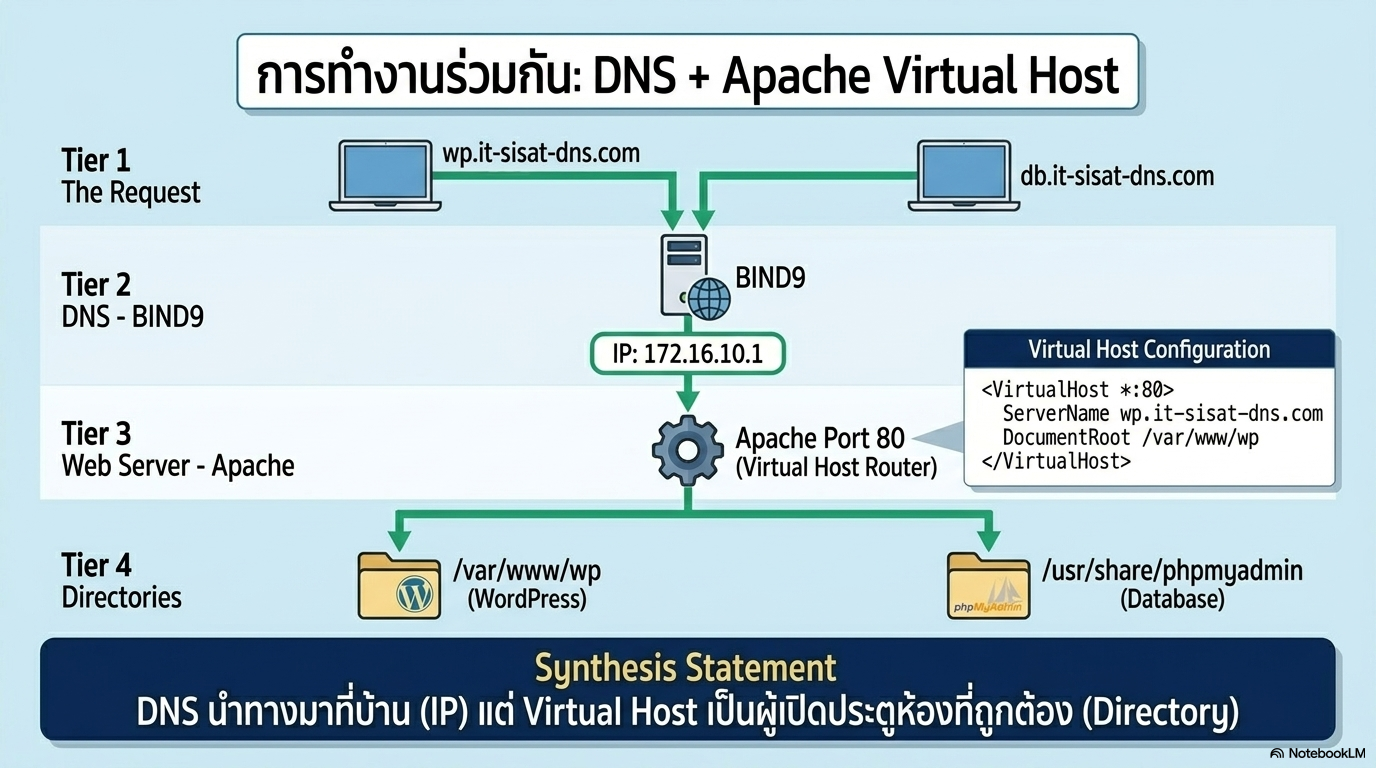 การทำงานร่วมกัน: DNS + Apache Virtual Host
Tier 1
The Request
wp.it-sisat-dns.com
db.it-sisat-dns.com
Tier 2
DNS - BIND9
BIND9
IP: 172.16.10.1
Tier 3
Web Server - Apache
Apache Port 80
(Virtual Host Router)
Virtual Host Configuration
<VirtualHost *:80>
ServerName wp.it-sisat-dns.com
DocumentRoot /var/www/wp
</VirtualHost>
Tier 4
Directories
/var/www/wp
(WordPress)
phpMyAdmin
/usr/share/phpmyadmin
(Database)
Synthesis Statement
DNS นำทางมาที่บ้าน (IP) แต่ Virtual Host เป็นผู้เปิดประตูห้องที่ถูกต้อง (Directory)
NotebookLM